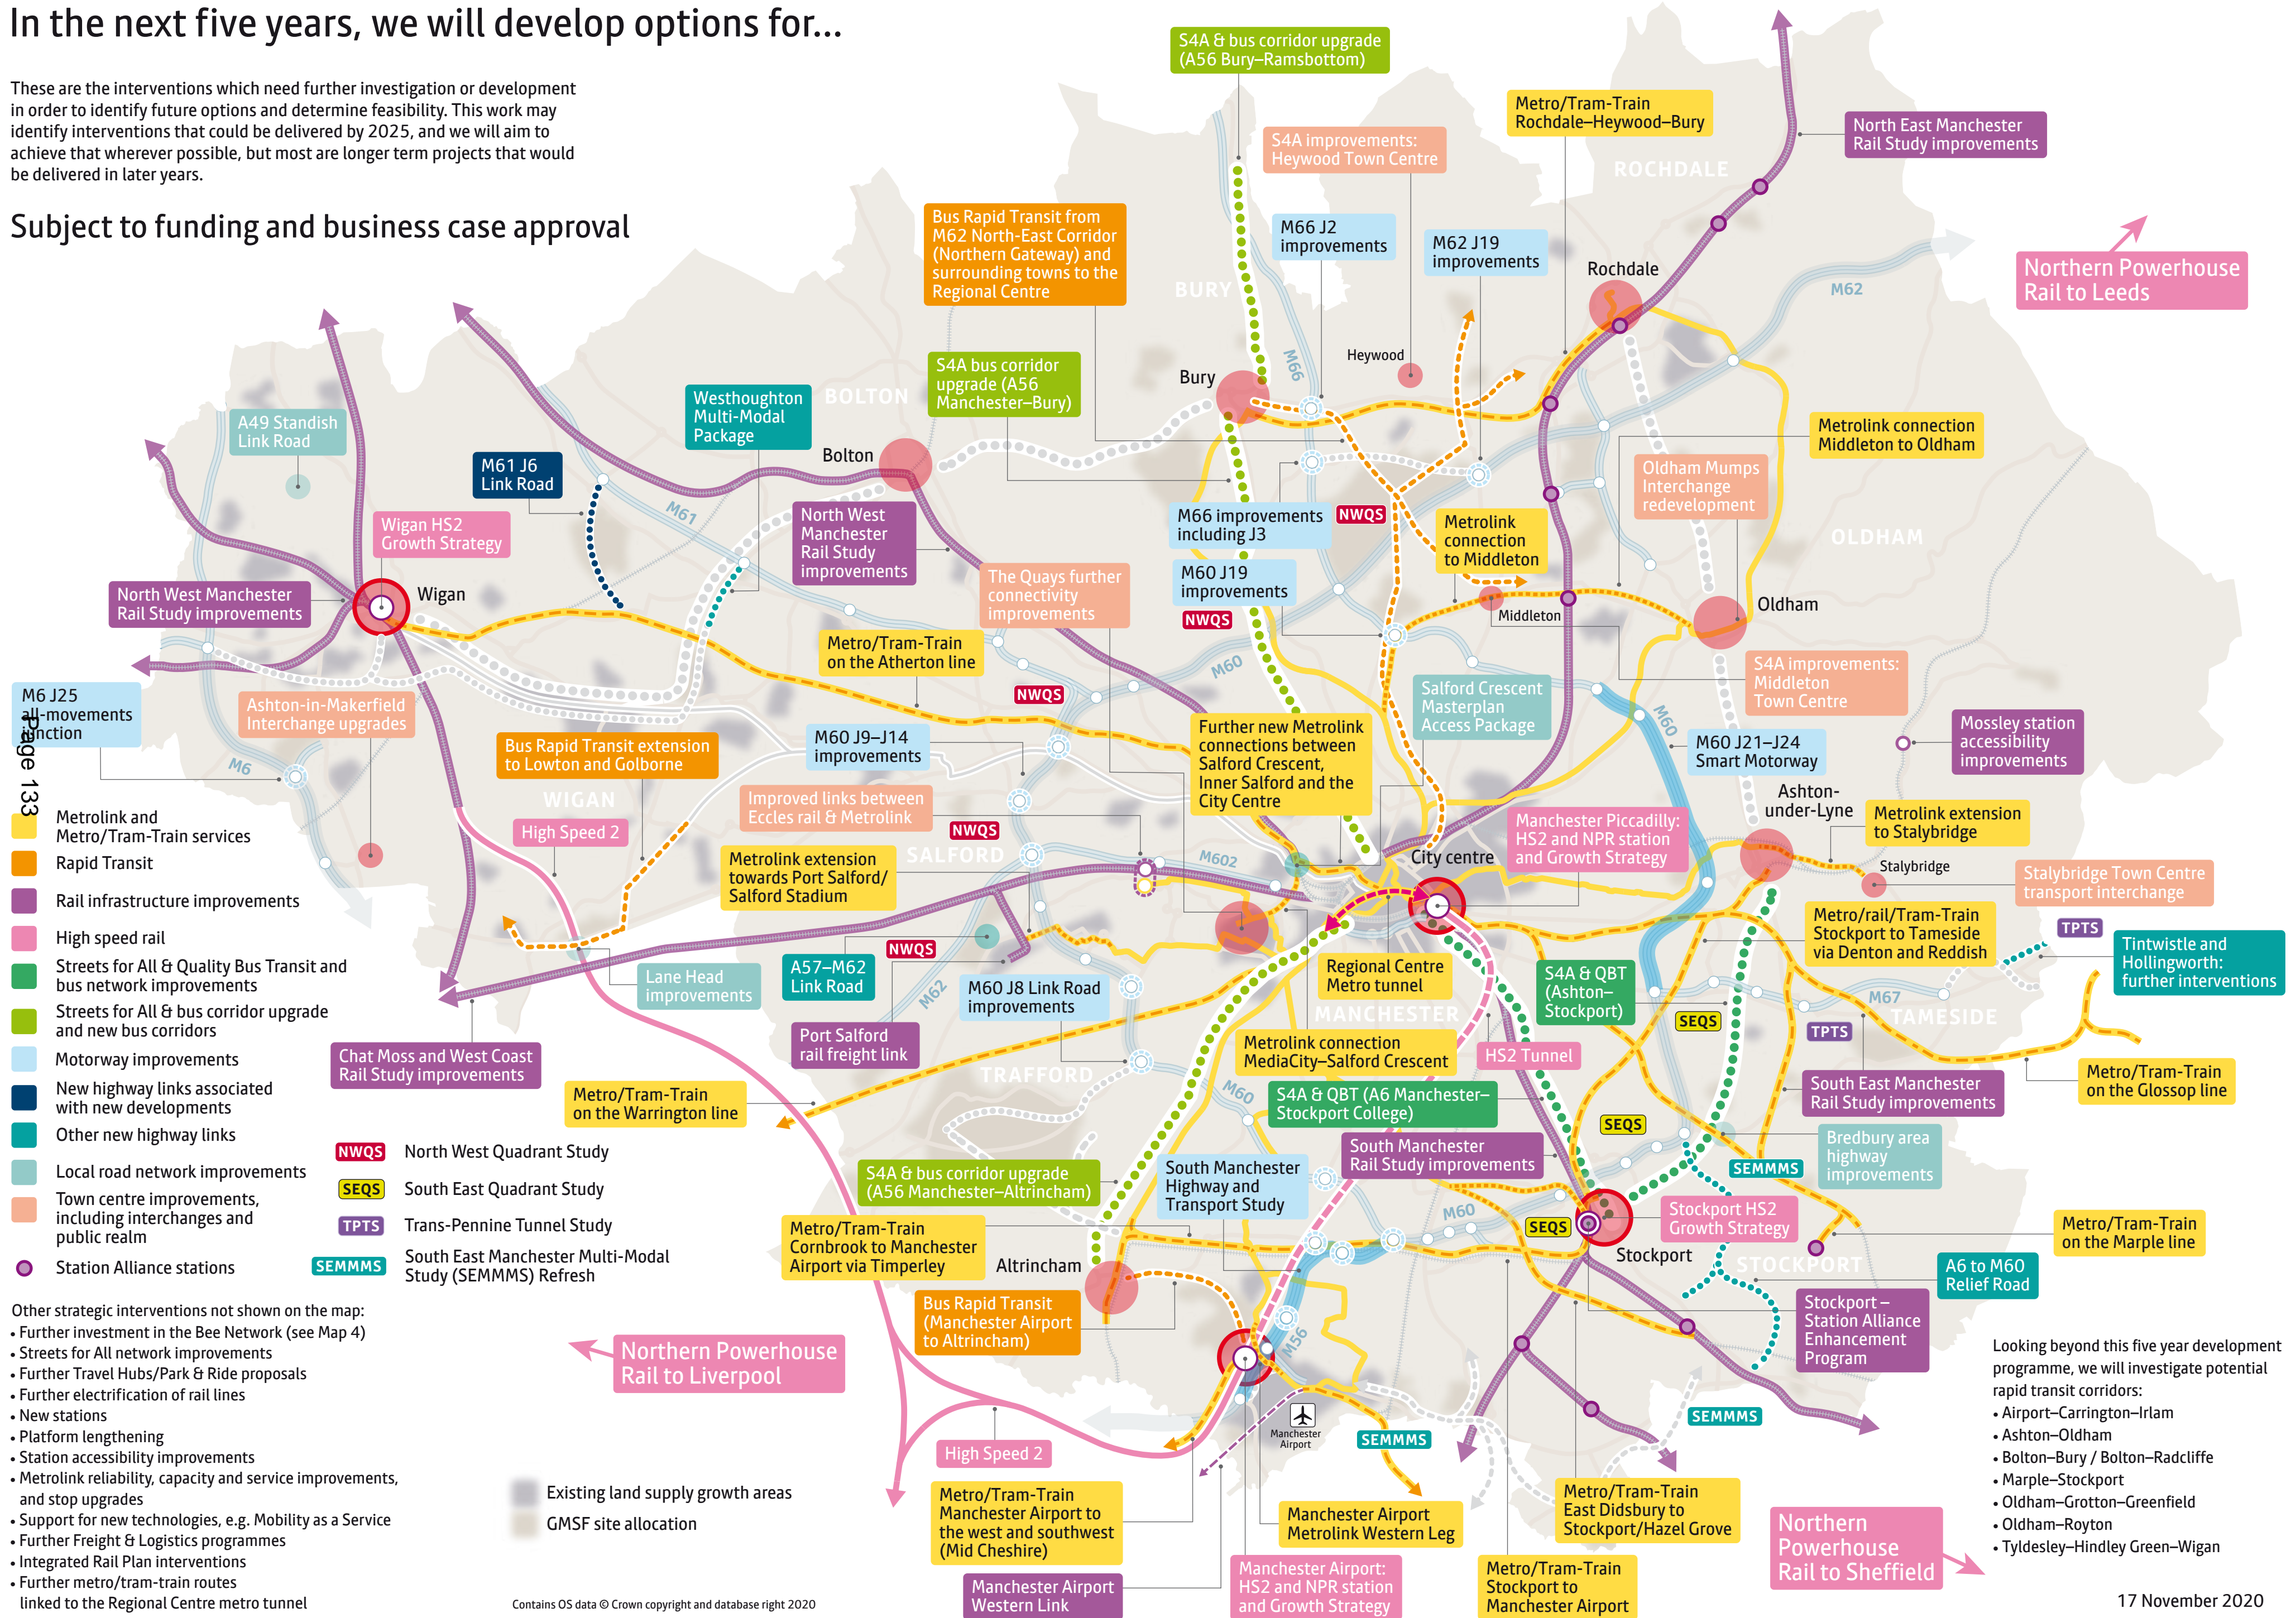 In the next five years, we will develop options for...
These are the interventions which need further investigation or development
in order to identify future options and determine feasibility. This work may
identify interventions that could be delivered by 2025, and we will aim to
achieve that wherever possible, but most are longer term projects that would
be delivered in later years.
Subject to funding and business case approval
S4A & bus corridor upgrade
(A56 Bury–Ramsbottom)
S4A improvements:
Heywood Town Centre
Metro/Tram-Train
Rochdale–Heywood–Bury
North East Manchester
Rail Study improvements
ROCHDALE
Bus Rapid Transit from
M62 North-East Corridor
(Northern Gateway) and
surrounding towns to the
Regional Centre
M66 J2
improvements
M62 J19
improvements
Rochdale
Northern Powerhouse
Rail to Leeds
M62
BURY
M66
Heywood
Bury
S4A bus corridor
upgrade (A56
Manchester–Bury)
BOLTON
Westhoughton
Multi-Modal
Package
A49 Standish
Link Road
Bolton
M61 J6
Link Road
M61
Metrolink connection
Middleton to Oldham
Oldham Mumps
Interchange
redevelopment
OLDHAM
Wigan HS2
Growth Strategy
North West
Manchester
Rail Study
improvements
M66 improvements
including J3
NWQS
Metrolink
connection
to Middleton
The Quays further
connectivity
improvements
M60 J19
improvements
NWQS
North West Manchester
Rail Study improvements
Wigan
Middleton
Oldham
Metro/Tram-Train
on the Atherton line
M60
S4A improvements:
Middleton
Town Centre
M6 J25
all-movements
junction
Page 133
Ashton-in-Makerfield
Interchange upgrades
NWQS
Salford Crescent
Masterplan
Access Package
M60
Mossley station
accessibility
improvements
M6
Bus Rapid Transit extension
to Lowton and Golborne
M60 J9–J14
improvements
Further new Metrolink
connections between
Salford Crescent,
Inner Salford and the
City Centre
M60 J21–J24
Smart Motorway
WIGAN
Improved links between
Eccles rail & Metrolink
Ashton-
under-Lyne
Metrolink extension
to Stalybridge
High Speed 2
NWQS
SALFORD
Manchester Piccadilly:
HS2 and NPR station
and Growth Strategy
City centre
M602
Stalybridge
Stalybridge Town Centre
transport interchange
Metrolink extension
towards Port Salford/
Salford Stadium
Metro/rail/Tram-Train
Stockport to Tameside
via Denton and Reddish
TPTS
Tintwistle and
Hollingworth:
further interventions
NWQS
Lane Head
improvements
A57–M62
Link Road
M62
M60 J8 Link Road
improvements
Regional Centre
Metro tunnel
S4A & QBT
(Ashton–
Stockport)
MANCHESTER
SEQS
M67
TPTS
TAMESIDE
Port Salford
rail freight link
Metrolink connection
MediaCity–Salford Crescent
HS2 Tunnel
Chat Moss and West Coast
Rail Study improvements
TRAFFORD
Metro/Tram-Train
on the Warrington line
M60
S4A & QBT (A6 Manchester–
Stockport College)
South East Manchester
Rail Study improvements
Metro/Tram-Train
on the Glossop line
SEQS
South Manchester
Rail Study improvements
Bredbury area
highway
improvements
SEMMMS
S4A & bus corridor upgrade
(A56 Manchester–Altrincham)
South Manchester
Highway and
Transport Study
M60
SEQS
Stockport HS2
Growth Strategy
Metro/Tram-Train
on the Marple line
Metro/Tram-Train
Cornbrook to Manchester
Airport via Timperley
Altrincham
Stockport
STOCKPORT
A6 to M60
Relief Road
Bus Rapid Transit
(Manchester Airport
to Altrincham)
M56
Stockport –
Station Alliance
Enhancement
Program
Northern Powerhouse
Rail to Liverpool
Manchester
Airport
SEMMMS
SEMMMS
High Speed 2
Metro/Tram-Train
Manchester Airport to
the west and southwest
(Mid Cheshire)
Manchester Airport
Metrolink Western Leg
Metro/Tram-Train
East Didsbury to
Stockport/Hazel Grove
Manchester Airport
Western Link
Manchester Airport:
HS2 and NPR station
and Growth Strategy
Metro/Tram-Train
Stockport to
Manchester Airport
Northern
Powerhouse
Rail to Sheffield
Metrolink and
Metro/Tram-Train services
Rapid Transit
Rail infrastructure improvements
High speed rail
Streets for All & Quality Bus Transit and
bus network improvements
Streets for All & bus corridor upgrade
and new bus corridors
Motorway improvements
New highway links associated
with new developments
Other new highway links
Local road network improvements
Town centre improvements,
including interchanges and
public realm
Station Alliance stations
NWQS North West Quadrant Study
SEQS South East Quadrant Study
TPTS Trans-Pennine Tunnel Study
SEMMMS South East Manchester Multi-Modal
Study (SEMMMS) Refresh
Other strategic interventions not shown on the map:
• Further investment in the Bee Network (see Map 4)
• Streets for All network improvements
• Further Travel Hubs/Park & Ride proposals
• Further electrification of rail lines
• New stations
• Platform lengthening
• Station accessibility improvements
• Metrolink reliability, capacity and service improvements,
and stop upgrades
• Support for new technologies, e.g. Mobility as a Service
• Further Freight & Logistics programmes
• Integrated Rail Plan interventions
• Further metro/tram-train routes
linked to the Regional Centre metro tunnel
Existing land supply growth areas
GMSF site allocation
Contains OS data © Crown copyright and database right 2020
Looking beyond this five year development
programme, we will investigate potential
rapid transit corridors:
• Airport–Carrington–Irlam
• Ashton–Oldham
• Bolton–Bury / Bolton–Radcliffe
• Marple–Stockport
• Oldham–Grotton–Greenfield
• Oldham–Royton
• Tyldesley–Hindley Green–Wigan
17 November 2020